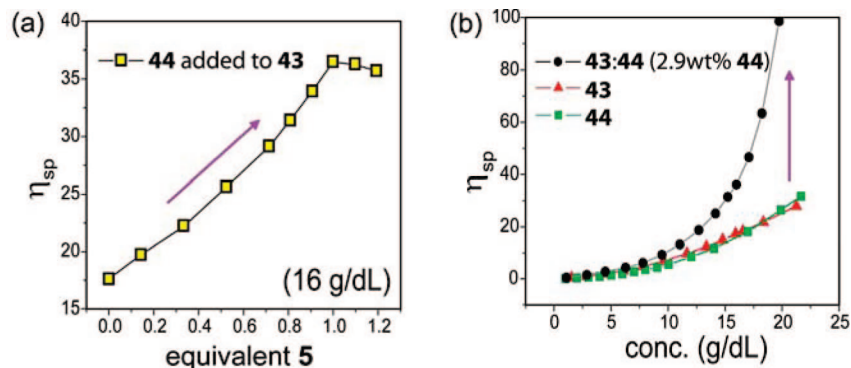 (a)
40
35
30
25
20
15
ηsp
44 added to 43
(16 g/dL)
0.0 0.2 0.4 0.6 0.8 1.0 1.2
equivalent 5
(b)
100
80
60
40
20
0
ηsp
43:44 (2.9wt% 44)
43
44
0 5 10 15 20 25
conc. (g/dL)